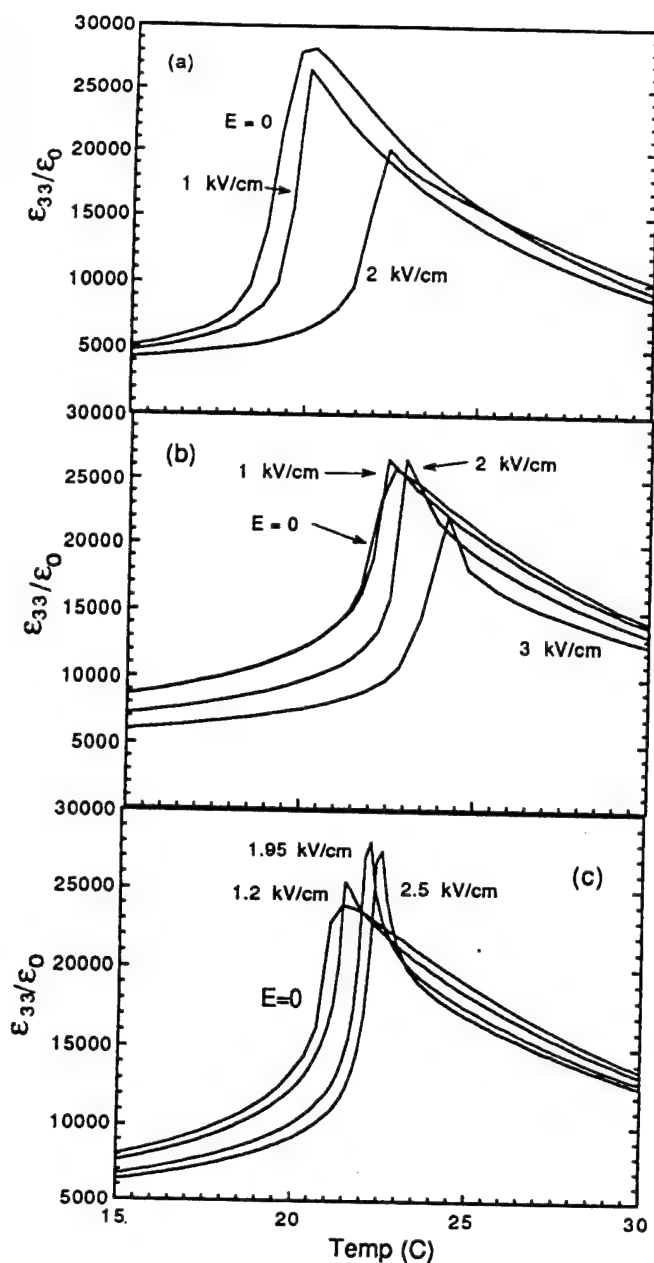 30000
(a)
25000
E = 0
20000
1 kV/cm
15000
2 kV/cm
10000
5000
ε33/ε0
30000
(b)
25000
1 kV/cm
2 kV/cm
E = 0
20000
15000
3 kV/cm
10000
5000
ε33/ε0
30000
1.95 kV/cm
(c)
25000
1.2 kV/cm
2.5 kV/cm
20000
E=0
15000
10000
5000
ε33/ε0
15. 20 25 30
Temp (C)